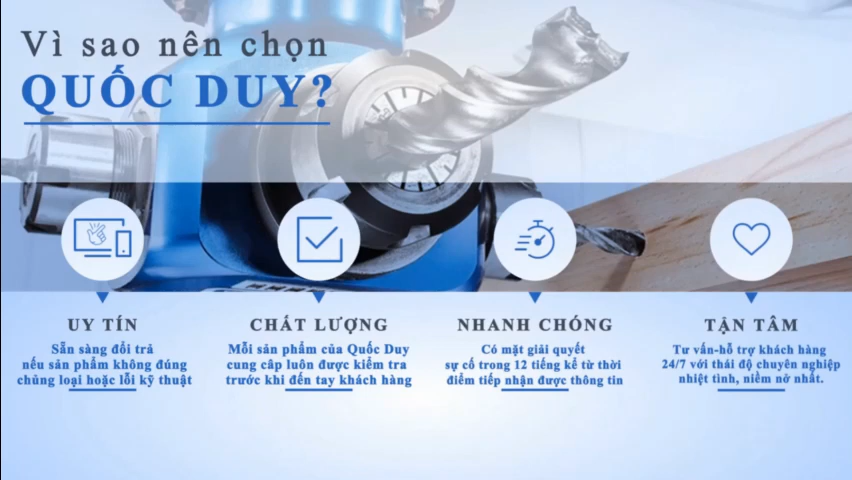 Vì sao nên chọn
QUỐC DUY?
UY TÍN
Sẵn sàng đổi trả
nếu sản phẩm không đúng
chủng loại hoặc lỗi kỹ thuật
CHẤT LƯỢNG
Mỗi sản phẩm của Quốc Duy
cung cấp luôn được kiểm tra
trước khi đến tay khách hàng
NHANH CHÓNG
Có mặt giải quyết
sự cố trong 12 tiếng kể từ thời
điểm tiếp nhận được thông tin
TẬN TÂM
Tư vấn-hỗ trợ khách hàng
24/7 với thái độ chuyên nghiệp
nhiệt tình, niềm nở nhất.